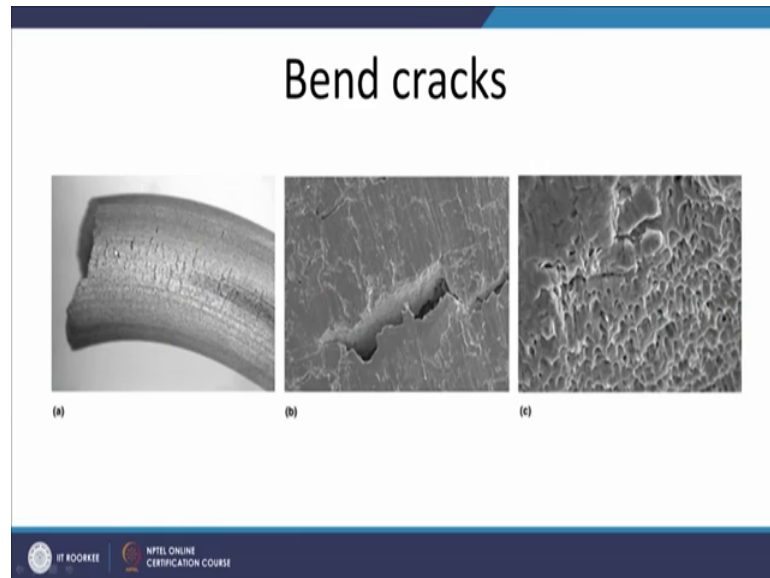 Bend cracks
(a)
(b)
(c)
IIT ROORKEE
NPTEL ONLINE
CERTIFICATION COURSE